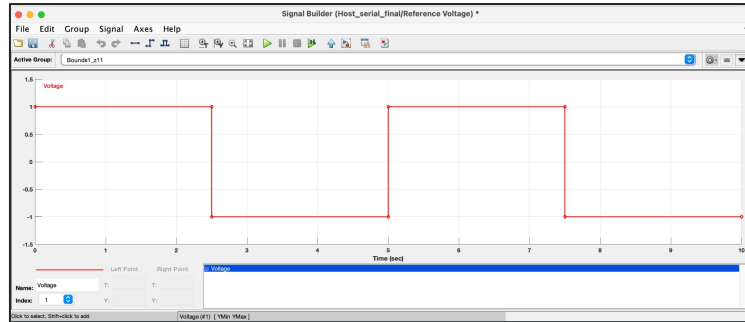 Signal Builder (Host_serial_final/Reference Voltage) *
File Edit Group Signal Axes Help
Active Group: Bounds1_z11
Voltage
1.5
1
0.5
0
-0.5
-1
-1.5
0 1 2 3 4 5 6 7 8 9 10
Time (sec)
Left Point Right Point
Name: Voltage T: T:
Index: 1 Y: Y:
Voltage
Click to select, Shift+click to add Voltage (#1) [ YMin YMax ]